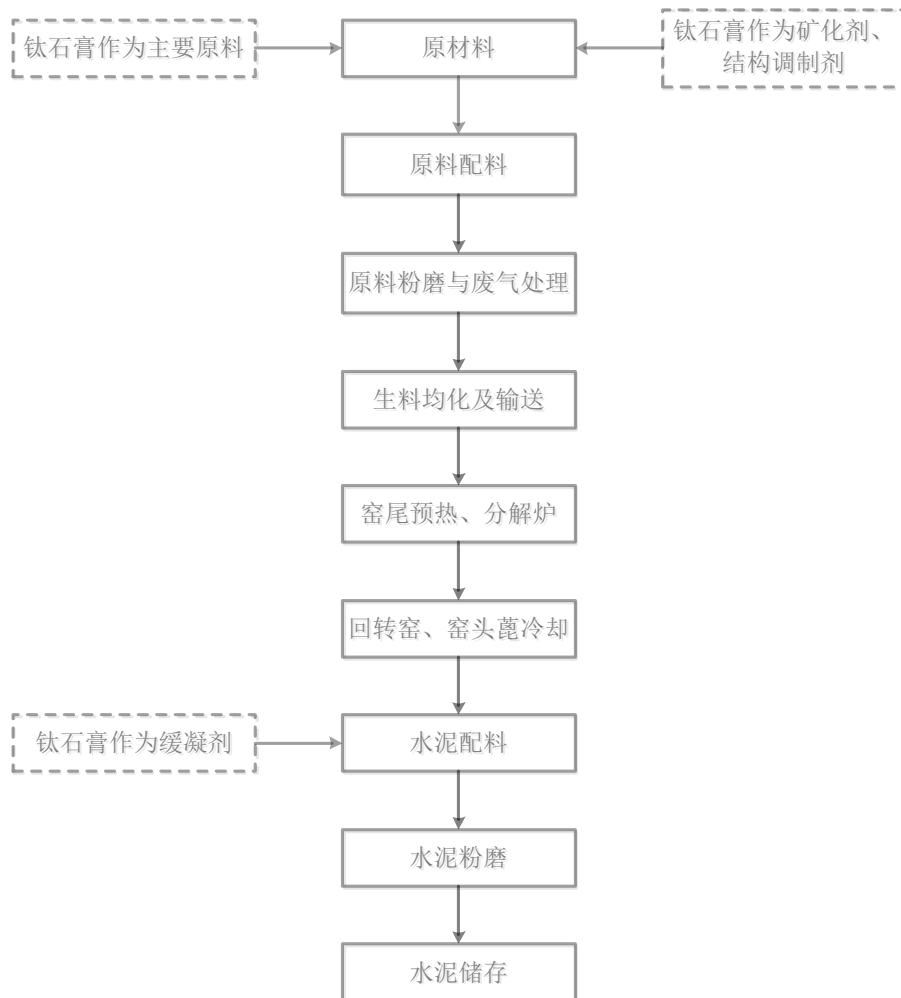 钛石膏作为主要原料
原材料
钛石膏作为矿化剂、
结构调制剂
原料配料
原料粉磨与废气处理
生料均化及输送
窑尾预热、分解炉
回转窑、窑头蓖冷却
钛石膏作为缓凝剂
水泥配料
水泥粉磨
水泥储存